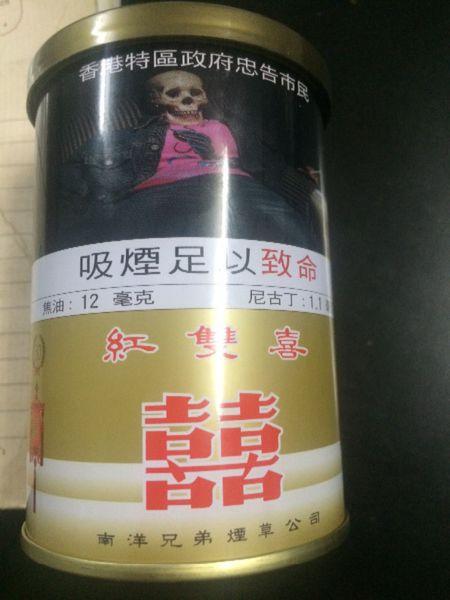 香港特區政府忠告市民
吸煙足以致命
焦油: 12 毫克 尼古丁: 1.1
紅雙喜
囍
南洋兄弟煙草公司